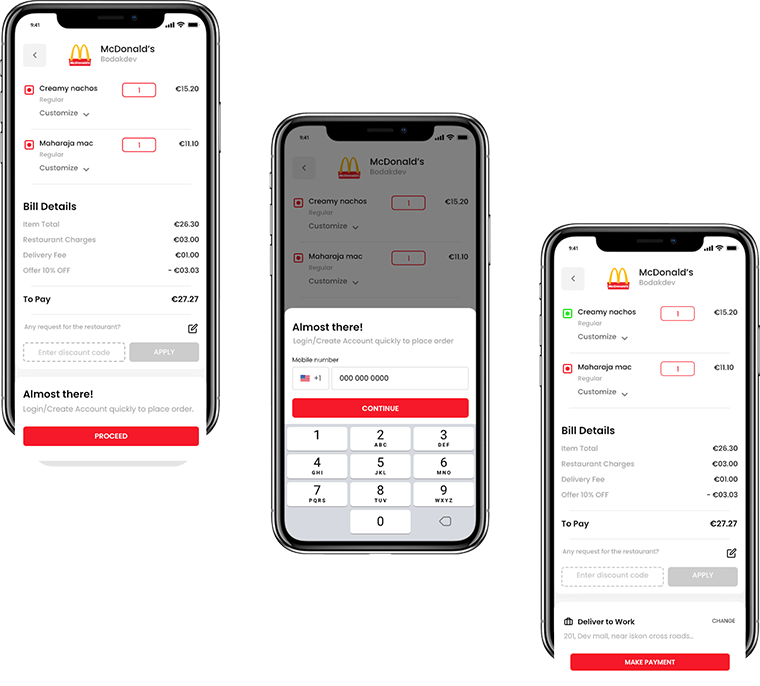 9:41
McDonald's
Bodakdev
Creamy nachos 1 €15.20
Regular
Customize
Maharaja mac 1 €11.10
Regular
Customize
Bill Details
Item Total €26.30
Restaurant Charges €03.00
Delivery Fee €01.00
Offer 10% OFF - €03.03
To Pay €27.27
Any request for the restaurant?
Enter discount code APPLY
Almost there!
Login/Create Account quickly to place order.
PROCEED
9:41
McDonald's
Bodakdev
Creamy nachos 1 €15.20
Regular
Customize
Maharaja mac 1 €11.10
Regular
Customize
Almost there!
Login/Create Account quickly to place order
Mobile number
+1 000 000 0000
CONTINUE
1 2 3
ABC DEF
4 5 6
GHI JKL MNO
7 8 9
PQRS TUV WXYZ
0
9:41
McDonald's
Bodakdev
Creamy nachos 1 €15.20
Regular
Customize
Maharaja mac 1 €11.10
Regular
Customize
Bill Details
Item Total €26.30
Restaurant Charges €03.00
Delivery Fee €01.00
Offer 10% OFF - €03.03
To Pay €27.27
Any request for the restaurant?
Enter discount code APPLY
Deliver to Work CHANGE
201, Dev mall, near iskon cross roads...
MAKE PAYMENT